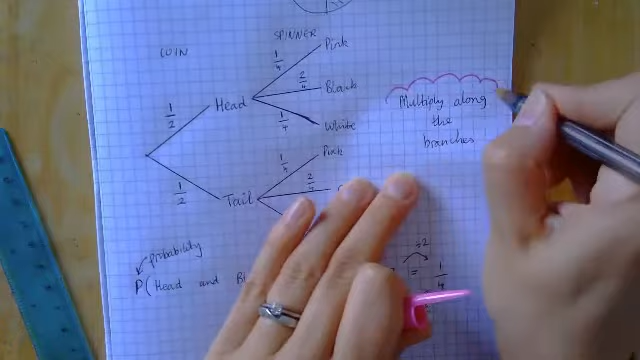 COIN
SPINNER
1/4
Pink
1/2
Head
2/4
Black
1/4
White
Multiply along
the
branches
1/2
Tail
1/4
Pink
2/4
probability
P(Head and Bl
÷2
= 1/4